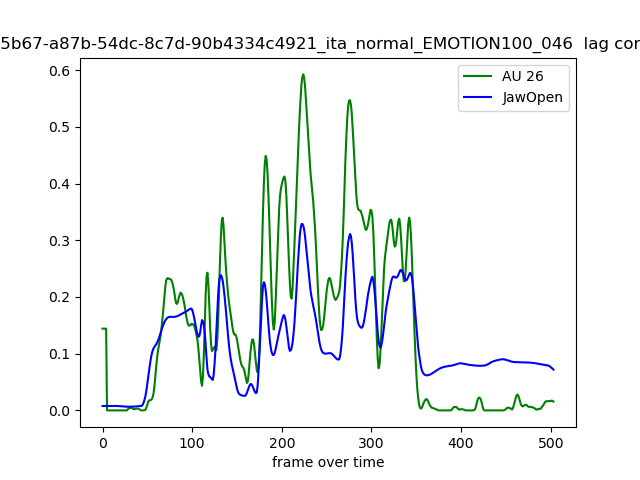 5b67-a87b-54dc-8c7d-90b4334c4921_ita_normal_EMOTION100_046  lag cor
0.6
0.5
0.4
0.3
0.2
0.1
0.0
AU 26
JawOpen
0 100 200 300 400 500
frame over time